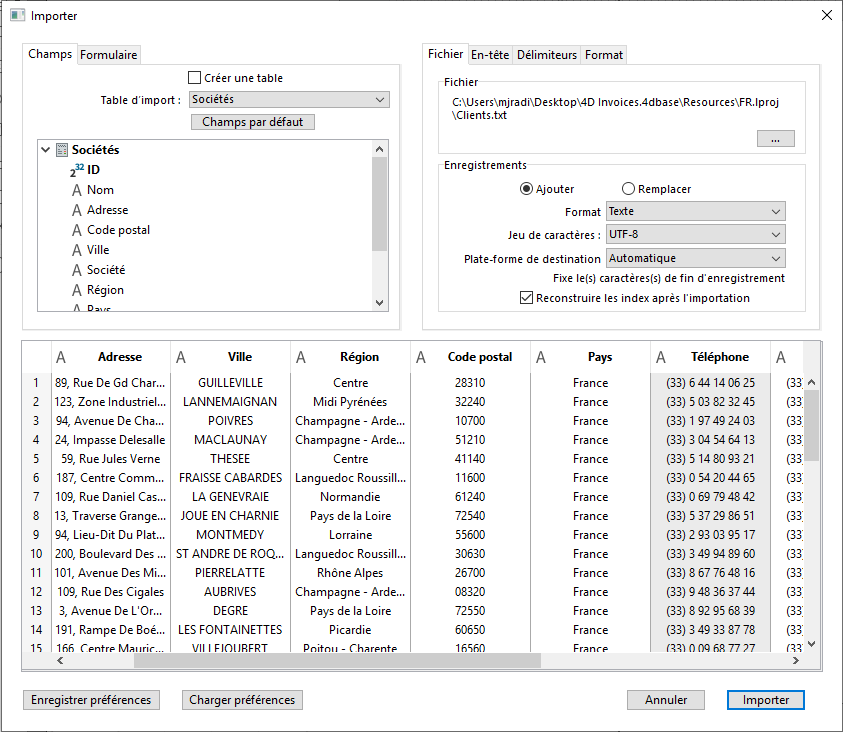 Importer
Champs Formulaire
Créer une table
Table d'import : Sociétés
Champs par défaut
Sociétés
2 32 ID
A Nom
A Adresse
A Code postal
A Ville
A Société
A Région
A Pays
Fichier En-tête Délimiteurs Format
Fichier
C:\Users\mjradi\Desktop\4D Invoices.4dbase\Resources\FR.lproj
\Clients.txt
...
Enregistrements
Ajouter Remplacer
Format Texte
Jeu de caractères : UTF-8
Plate-forme de destination Automatique
Fixe le(s) caractères(s) de fin d'enregistrement
Reconstruire les index après l'importation
A Adresse A Ville A Région A Code postal A Pays A Téléphone A
1 89, Rue De Gd Char... GUILLEVILLE Centre 28310 France (33) 6 44 14 06 25 (33)
2 123, Zone Industriel... LANNEMAIGNAN Midi Pyrénées 32240 France (33) 5 03 82 32 45 (33)
3 94, Avenue De Cha... POIVRES Champagne - Arde... 10700 France (33) 1 97 49 24 03 (33)
4 24, Impasse Delesalle MACLAUNAY Champagne - Arde... 51210 France (33) 3 04 54 64 13 (33)
5 59, Rue Jules Verne THESEE Centre 41140 France (33) 5 14 80 93 21 (33)
6 187, Centre Comm... FRAISSE CABARDES Languedoc Roussill... 11600 France (33) 0 54 20 44 65 (33)
7 109, Rue Daniel Cas... LA GENEVRAIE Normandie 61240 France (33) 0 69 79 48 42 (33)
8 13, Traverse Grange... JOUE EN CHARNIE Pays de la Loire 72540 France (33) 5 37 29 86 51 (33)
9 94, Lieu-Dit Du Plat... MONTMEDY Lorraine 55600 France (33) 2 93 03 95 17 (33)
10 200, Boulevard Des ... ST ANDRE DE ROQ... Languedoc Roussill... 30630 France (33) 3 49 94 89 60 (33)
11 101, Avenue Des Mi... PIERRELATTE Rhône Alpes 26700 France (33) 8 67 76 48 16 (33)
12 109, Rue Des Cigales AUBRIVES Champagne - Arde... 08320 France (33) 9 48 36 37 44 (33)
13 3, Avenue De L'Or... DEGRE Pays de la Loire 72550 France (33) 8 92 95 68 39 (33)
14 191, Rampe De Boé... LES FONTAINETTES Picardie 60650 France (33) 3 49 33 87 78 (33)
15 166, Centre Mauric... VILLEJOUBERT Poitou - Charente 16560 France (33) 0 09 68 77 27 (33)
Enregistrer préférences Charger préférences Annuler Importer